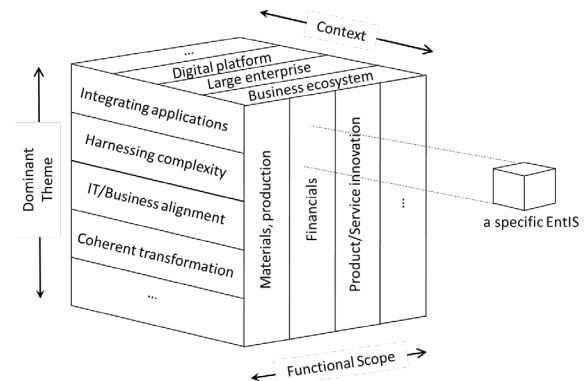 Context
...
Digital platform
Large enterprise
Business ecosystem
Dominant
Theme
Integrating applications
Harnessing complexity
IT/Business alignment
Coherent transformation
...
Materials, production
Financials
Product/Service innovation
...
a specific EntIS
Functional Scope